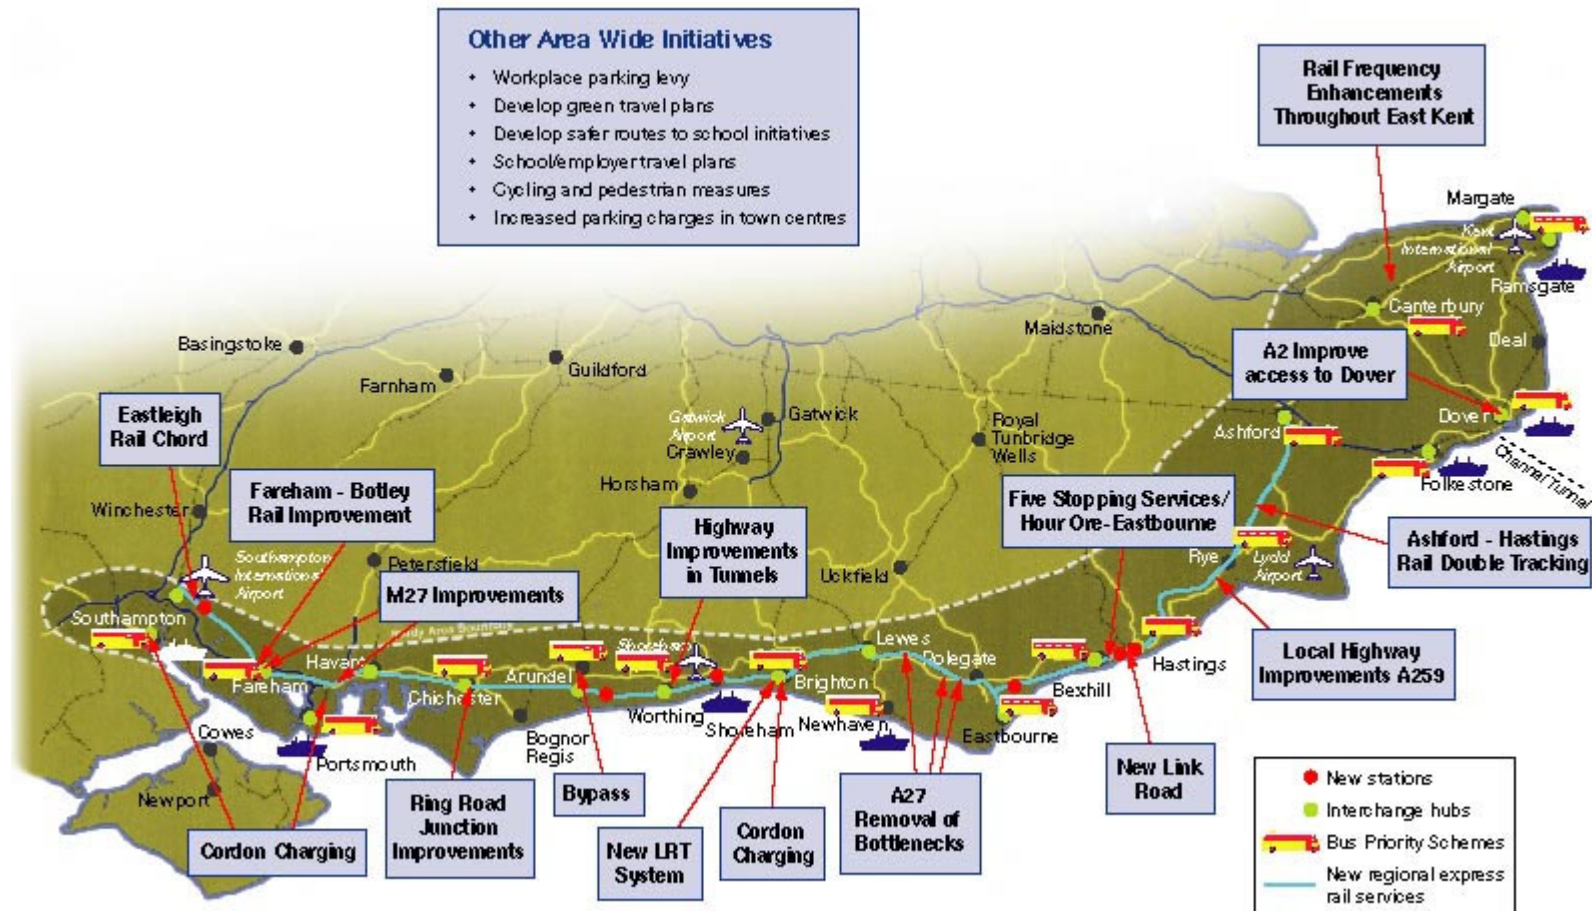 Other Area Wide Initiatives
• Workplace parking levy
• Develop green travel plans
• Develop safer routes to school initiatives
• School/employer travel plans
• Cycling and pedestrian measures
• Increased parking charges in town centres
Rail Frequency
Enhancements
Throughout East Kent
Margate
Kent
International
Airport
Ramsgate
Canterbury
Maidstone
Deal
Basingstoke
Guildford
Farnham
A2 Improve
access to Dover
Eastleigh
Rail Chord
Gatwick
Airport
Gatwick
Crawley
Royal
Tunbridge
Wells
Ashford
Dover
Channel Tunnel
Folkestone
Horsham
Winchester
Fareham - Botley
Rail Improvement
Highway
Improvements
in Tunnels
Five Stopping Services/
Hour Ore-Eastbourne
Ashford - Hastings
Rail Double Tracking
Rye
Lydd
Airport
Southampton
International
Airport
Petersfield
Uckfield
M27 Improvements
Study Area Boundary
Southampton
Shoreham
Lewes
Polegate
Hastings
Local Highway
Improvements A259
Havant
Fareham
Arundel
Chichester
Brighton
Bexhill
Worthing
Shoreham
Newhaven
Eastbourne
Cowes
Portsmouth
Bognor
Regis
Newport
Cordon Charging
Ring Road
Junction
Improvements
Bypass
New LRT
System
Cordon
Charging
A27
Removal of
Bottlenecks
New Link
Road
New stations
Interchange hubs
Bus Priority Schemes
New regional express
rail services